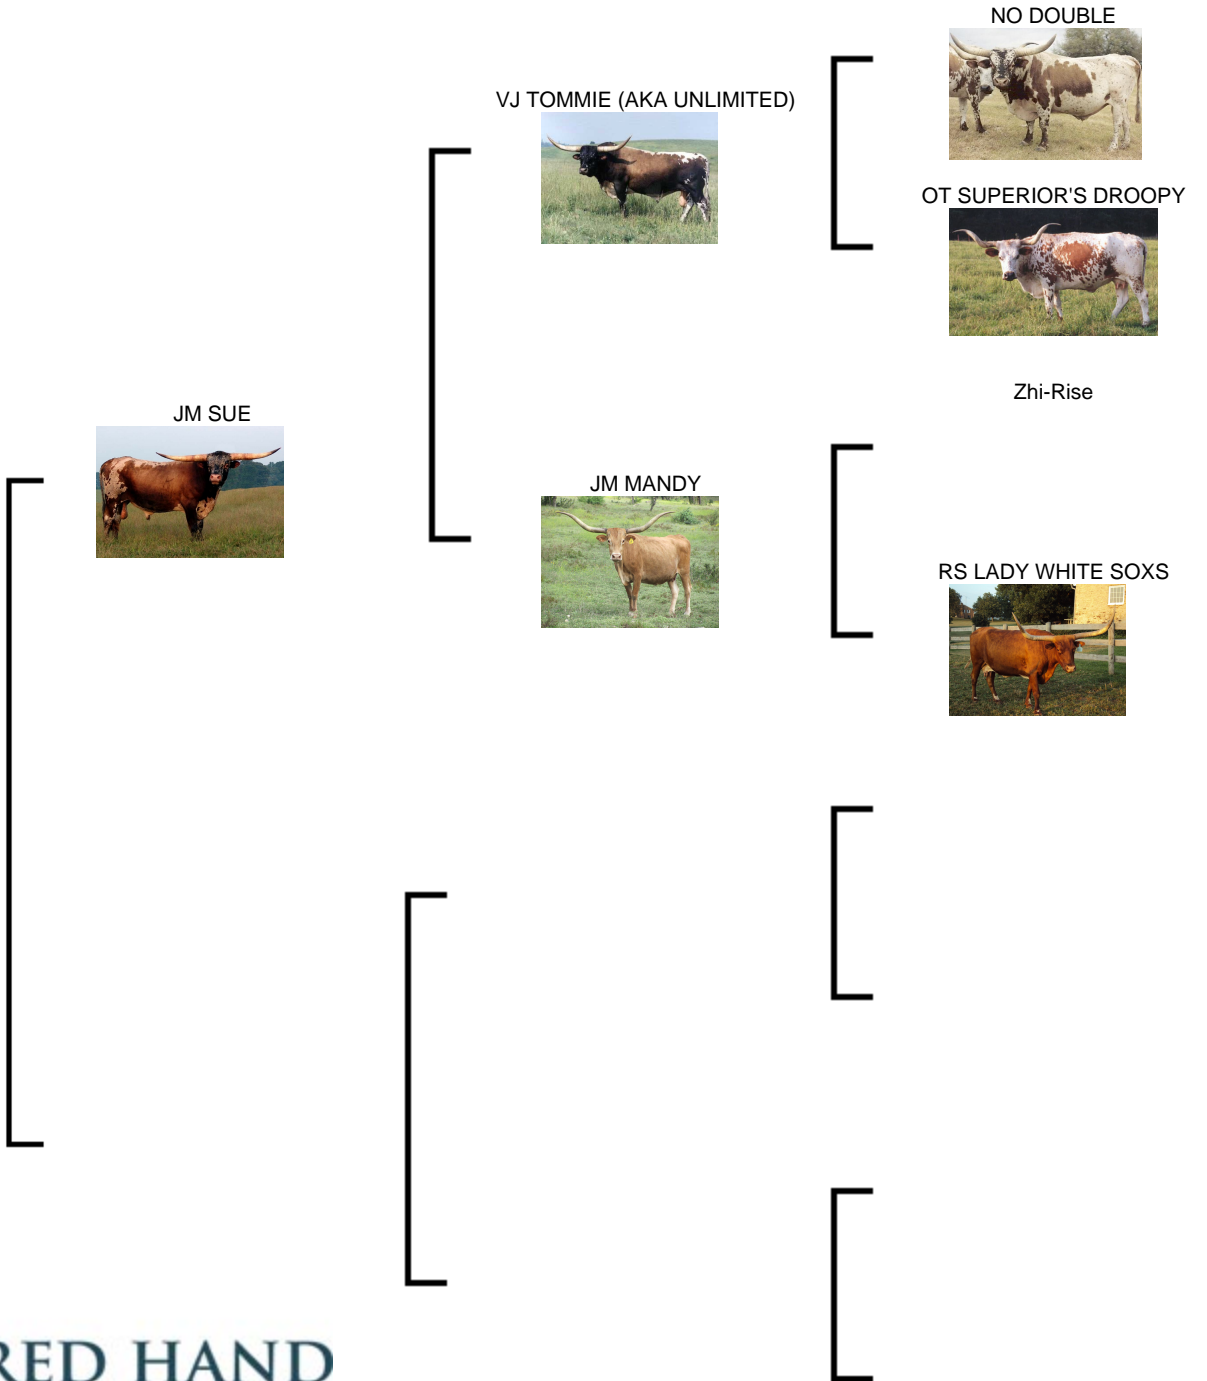 NO DOUBLE
VJ TOMMIE (AKA UNLIMITED)
OT SUPERIOR'S DROOPY
Zhi-Rise
JM SUE
JM MANDY
RS LADY WHITE SOXS
RED HAND